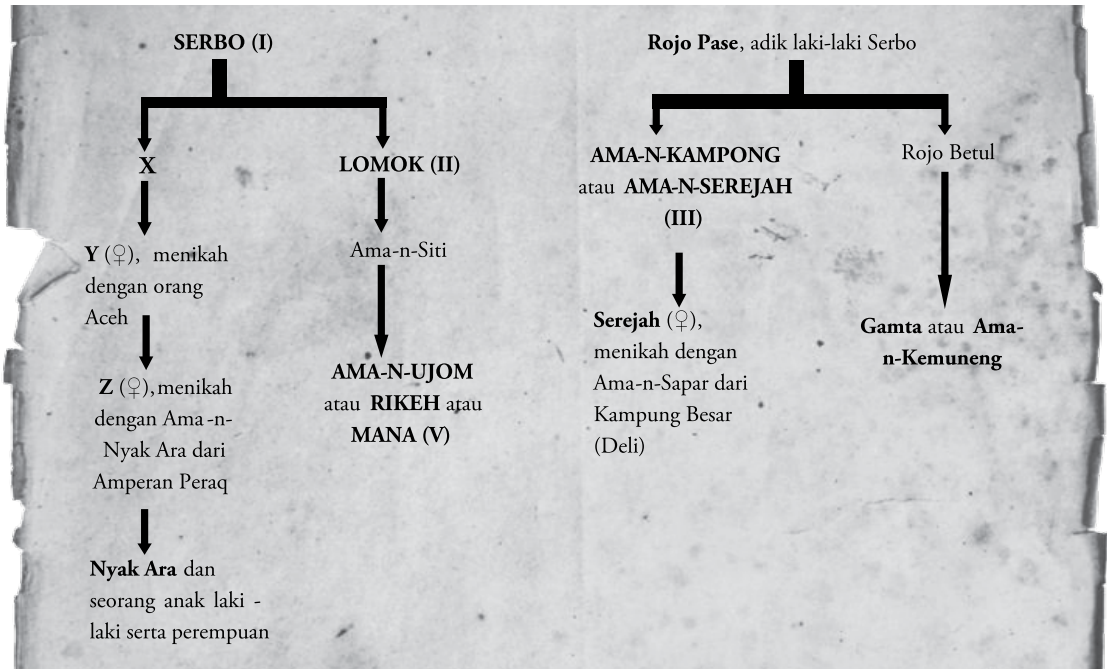 SERBO (I)
X
Y (♀), menikah
dengan orang
Aceh
Z (♀), menikah
dengan Ama-n-
Nyak Ara dari
Amperan Peraq
Nyak Ara dan
seorang anak laki -
laki serta perempuan
LOMOK (II)
Ama-n-Siti
AMA-N-UJOM
atau RIKEH atau
MANA (V)
Rojo Pase, adik laki-laki Serbo
AMA-N-KAMPONG
atau AMA-N-SEREJAH
(III)
Serejah (♀),
menikah dengan
Ama-n-Sapar dari
Kampung Besar
(Deli)
Rojo Betul
Gamta atau Ama-
n-Kemuneng